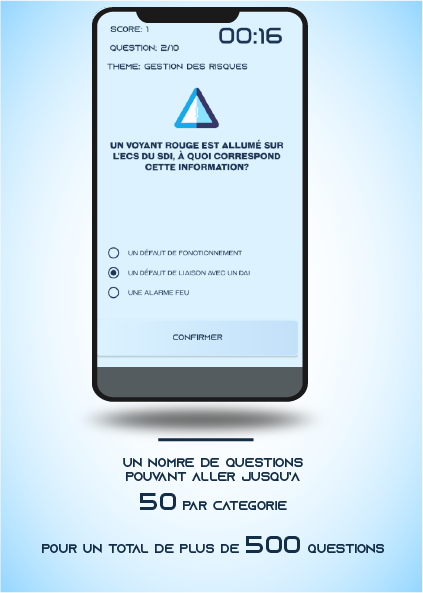 SCORE: 1
00:16
QUESTION: 2/10
THEME: GESTION DES RISQUES
UN VOYANT ROUGE EST ALLUMÉ SUR
L'ECS DU SDI, À QUOI CORRESPOND
CETTE INFORMATION?
UN DÉFAUT DE FONOTIONNEMENT
UN DÉFAUT DE LIAISON AVEC UN DAI
UNE ALARME FEU
CONFIRMER
UN NOMRE DE QUESTIONS
POUVANT ALLER JUSQU'A
50 PAR CATEGORIE
POUR UN TOTAL DE PLUS DE 500 QUESTIONS